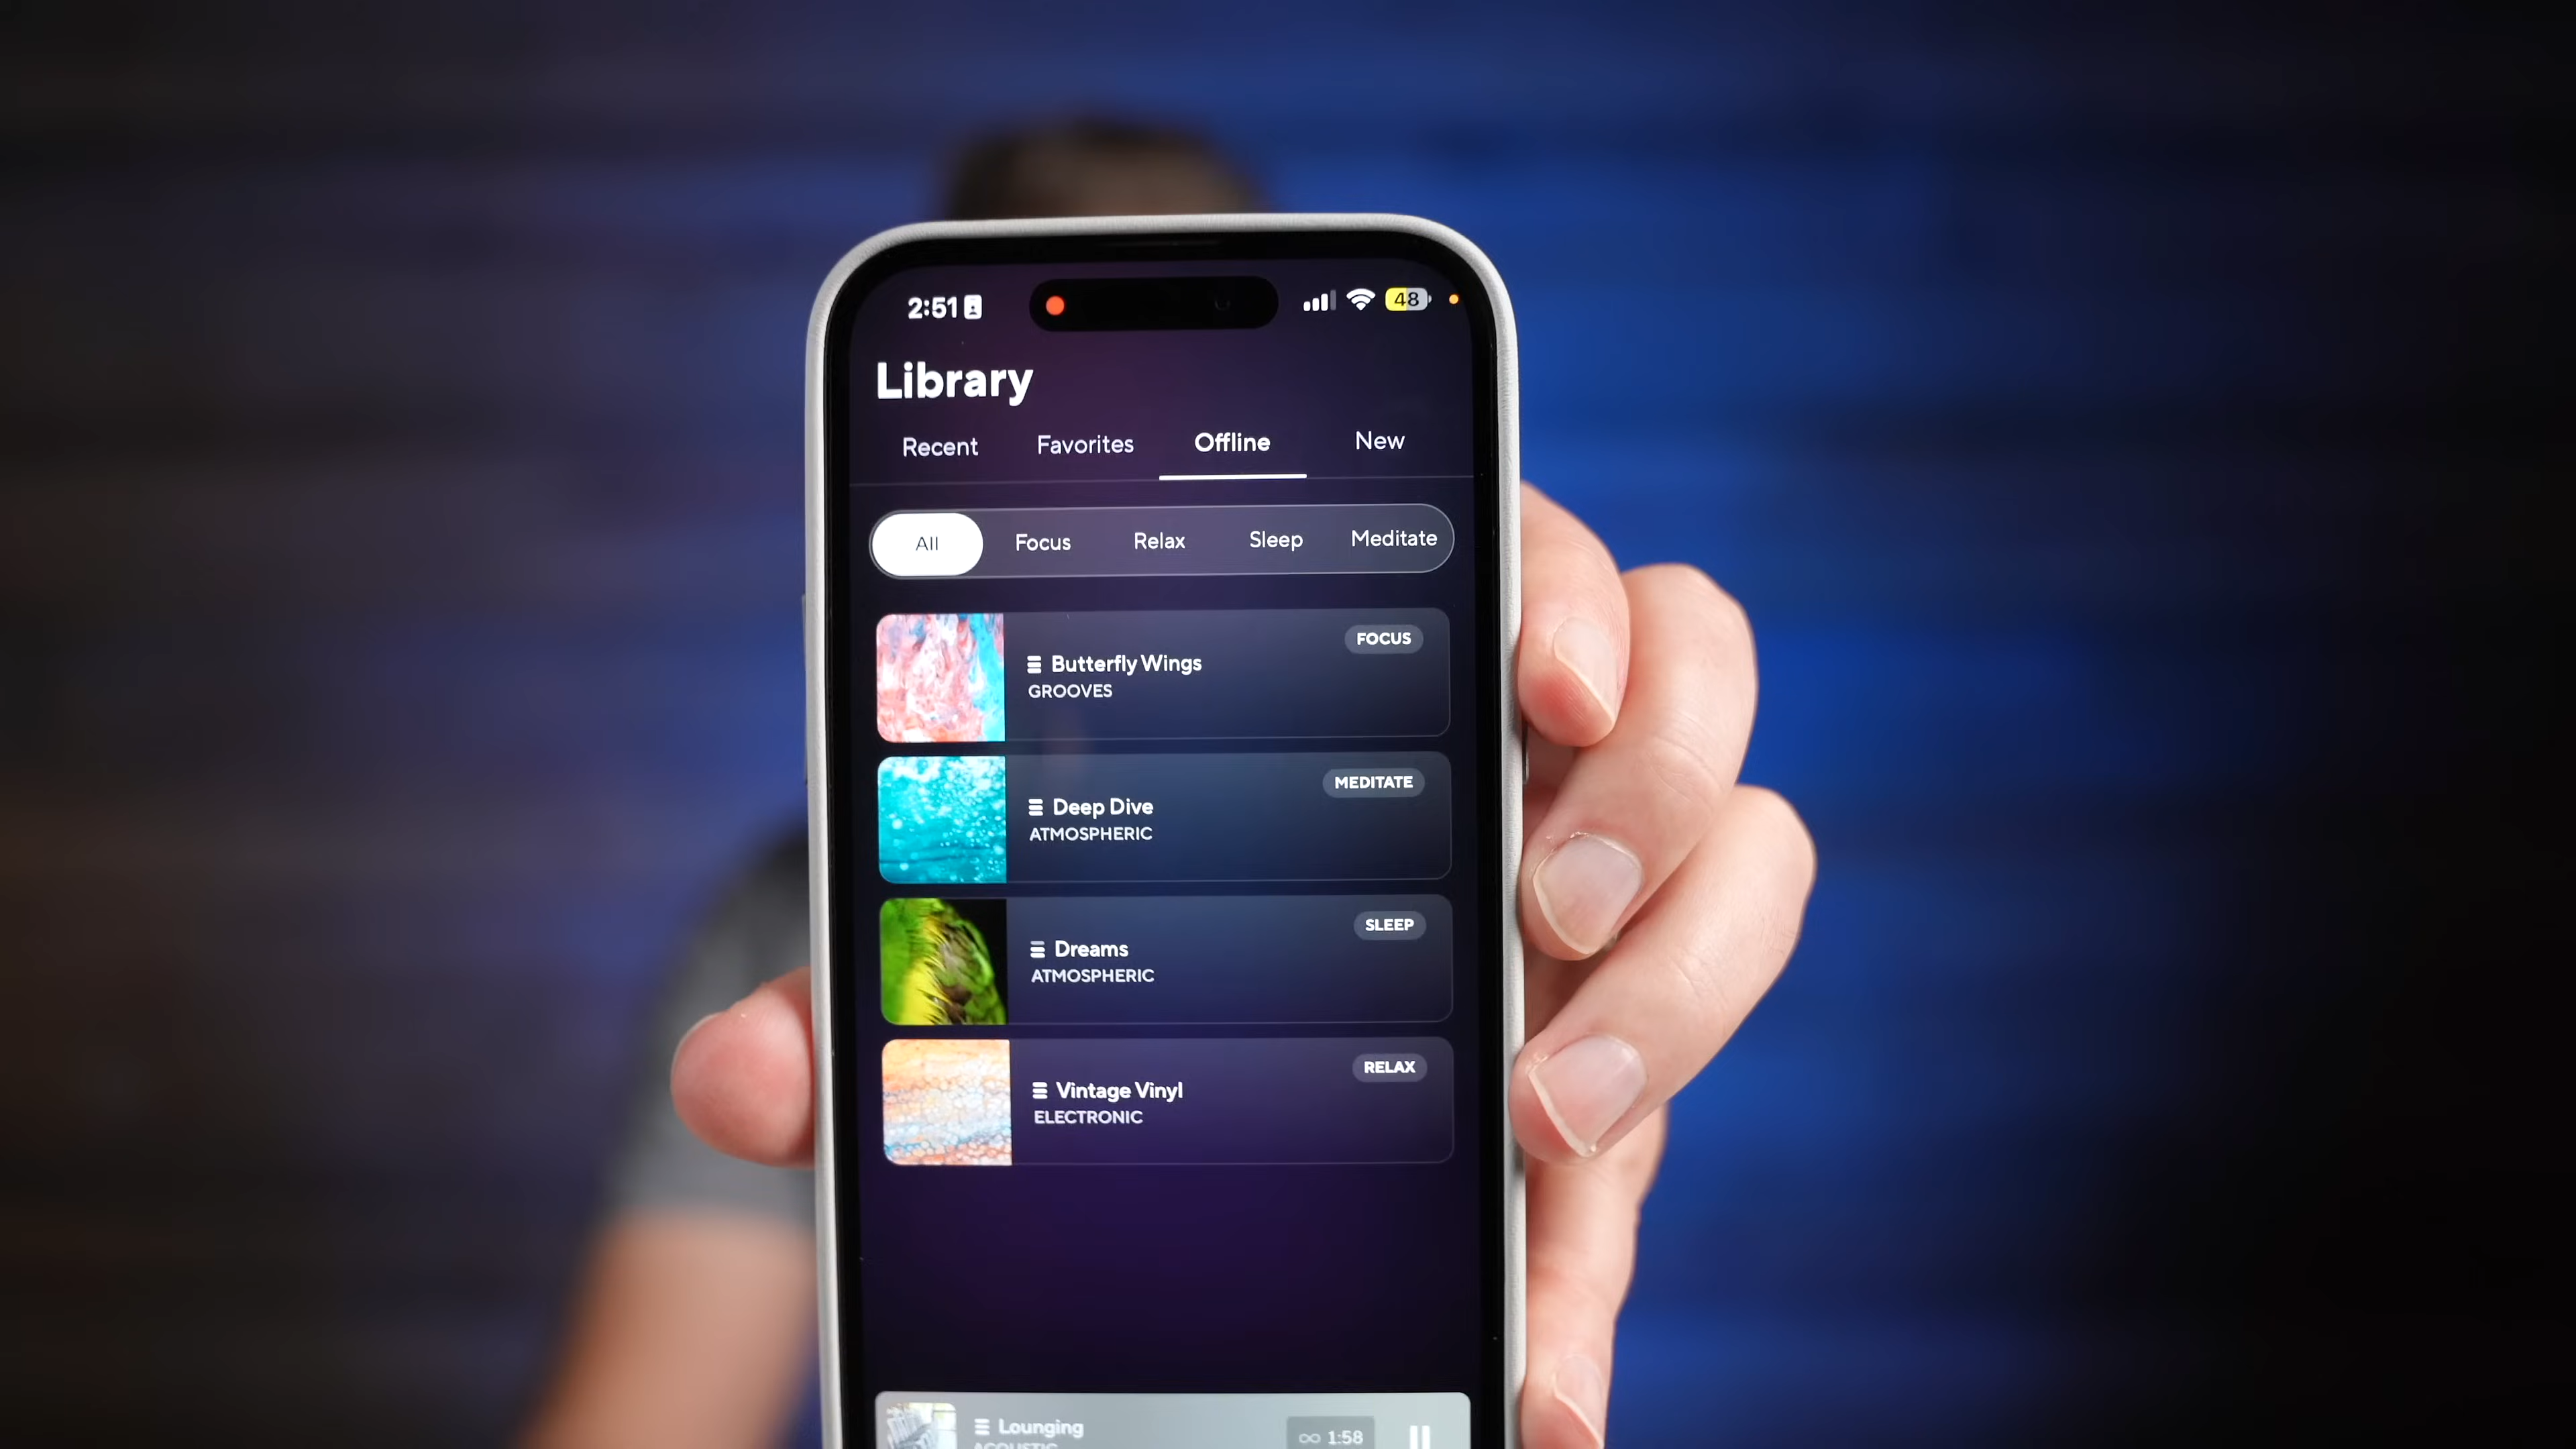 2:51
48
Library
Recent Favorites Offline New
All Focus Relax Sleep Meditate
FOCUS
Butterfly Wings
GROOVES
MEDITATE
Deep Dive
ATMOSPHERIC
SLEEP
Dreams
ATMOSPHERIC
RELAX
Vintage Vinyl
ELECTRONIC
Lounging
∞ 1:58
ACOUSTIC